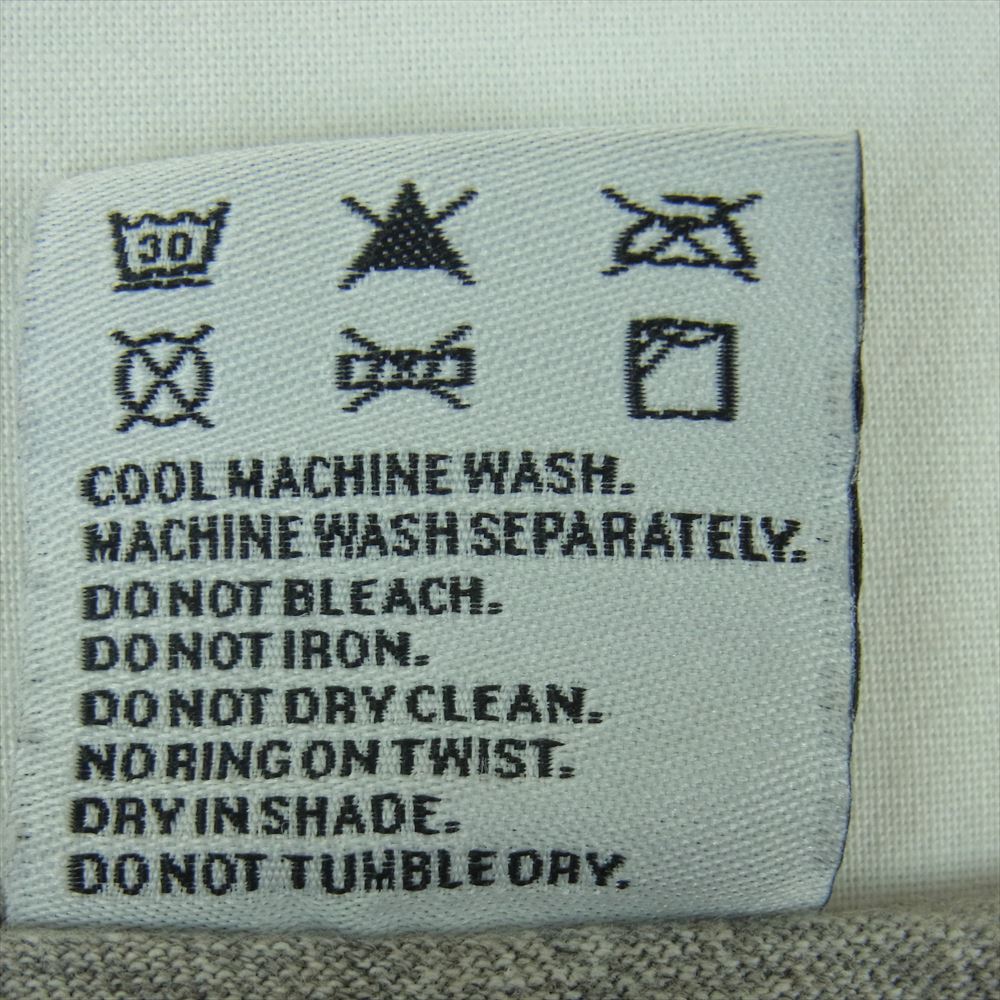 30
COOL MACHINE WASH.
MACHINE WASH SEPARATELY.
DO NOT BLEACH.
DO NOT IRON.
DO NOT DRY CLEAN.
NO RING ON TWIST.
DRY IN SHADE.
DO NOT TUMBLE DRY.